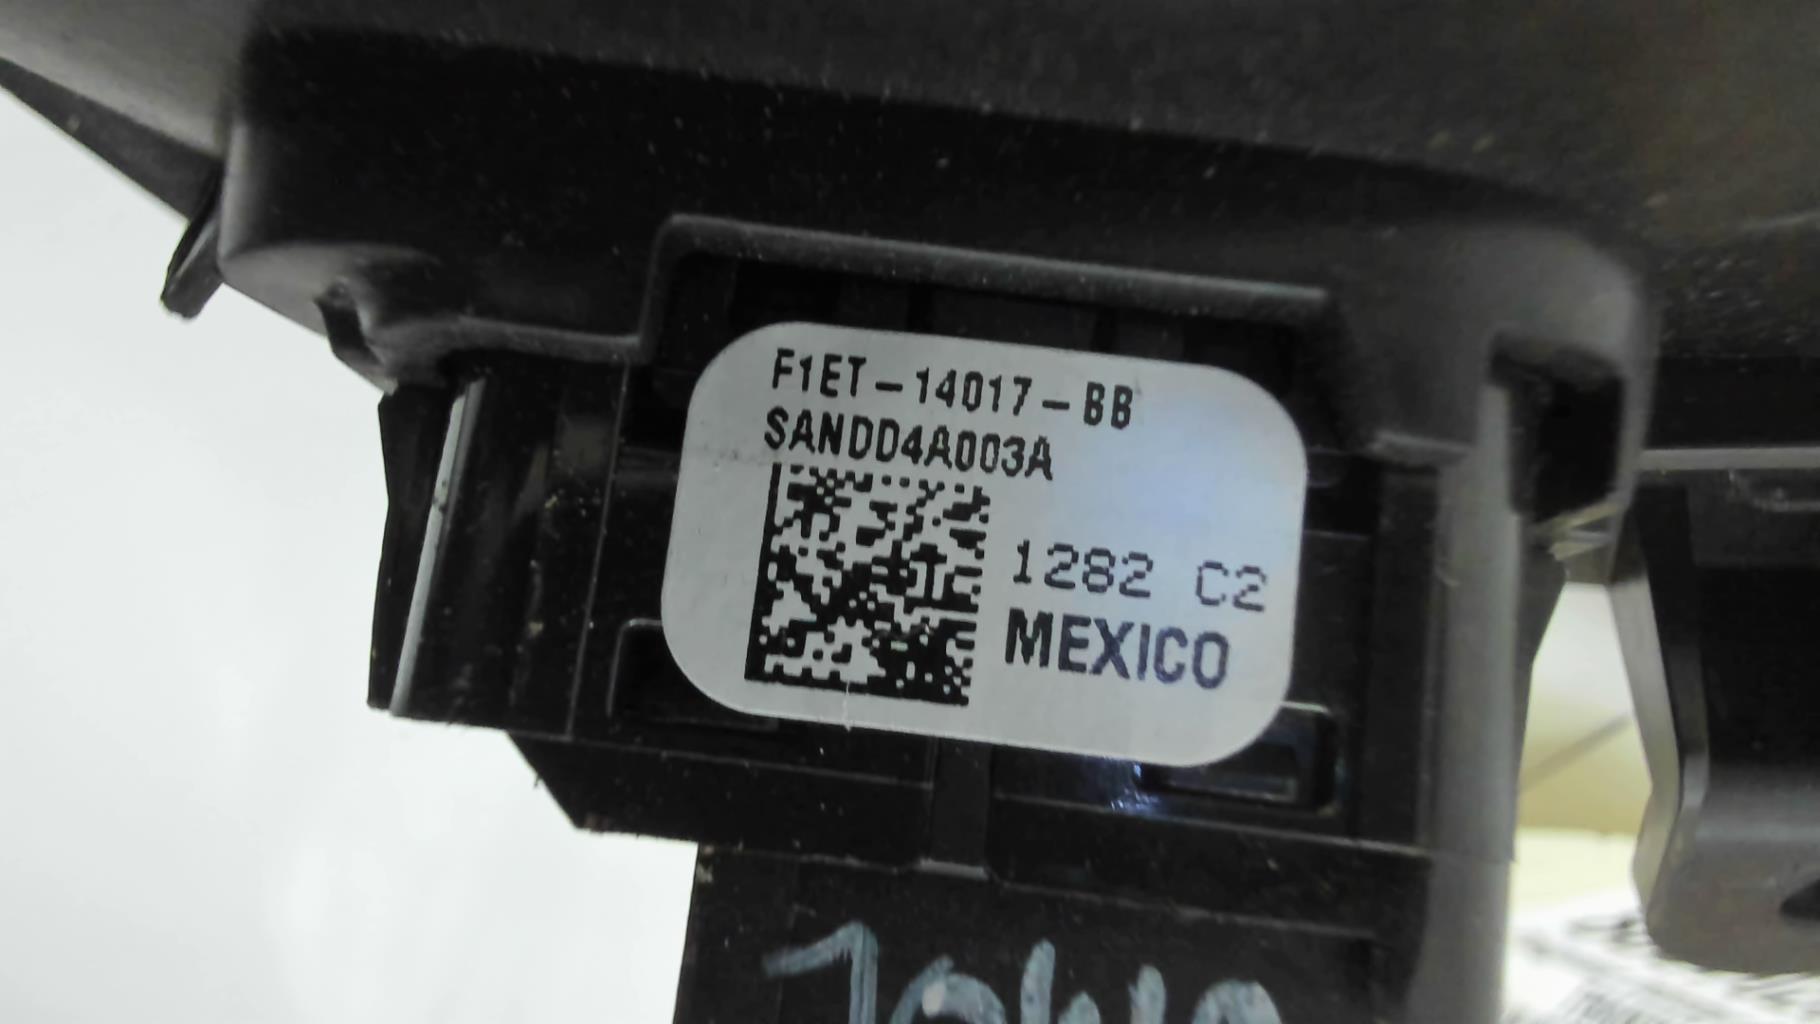 F1ET-14017-BB
SANDD4A003A
1282 C2
MEXICO